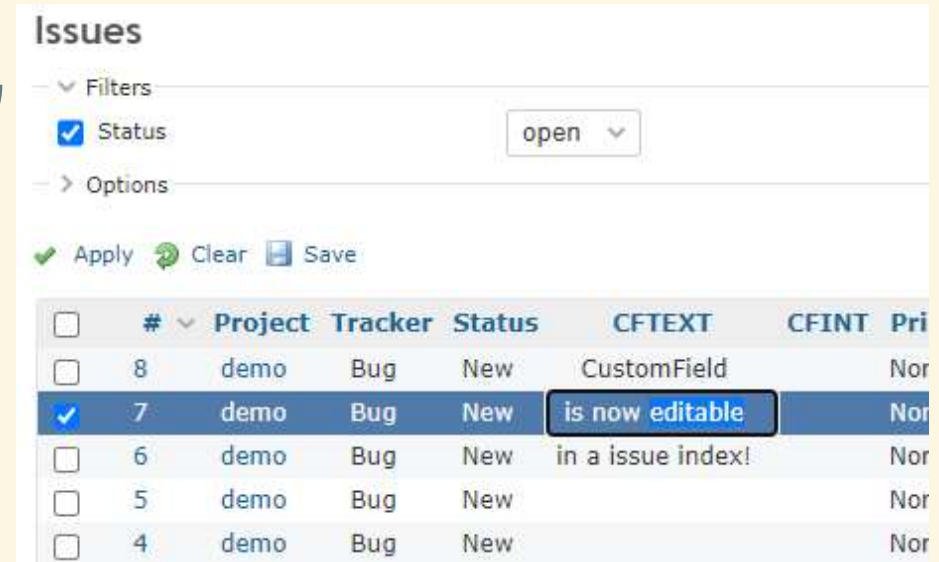 Issues
Filters
Status open
Options
Apply Clear Save
# Project Tracker Status CFTEXT CFINT Pri
8 demo Bug New CustomField Nor
7 demo Bug New is now editable Nor
6 demo Bug New in a issue index! Nor
5 demo Bug New Nor
4 demo Bug New Nor